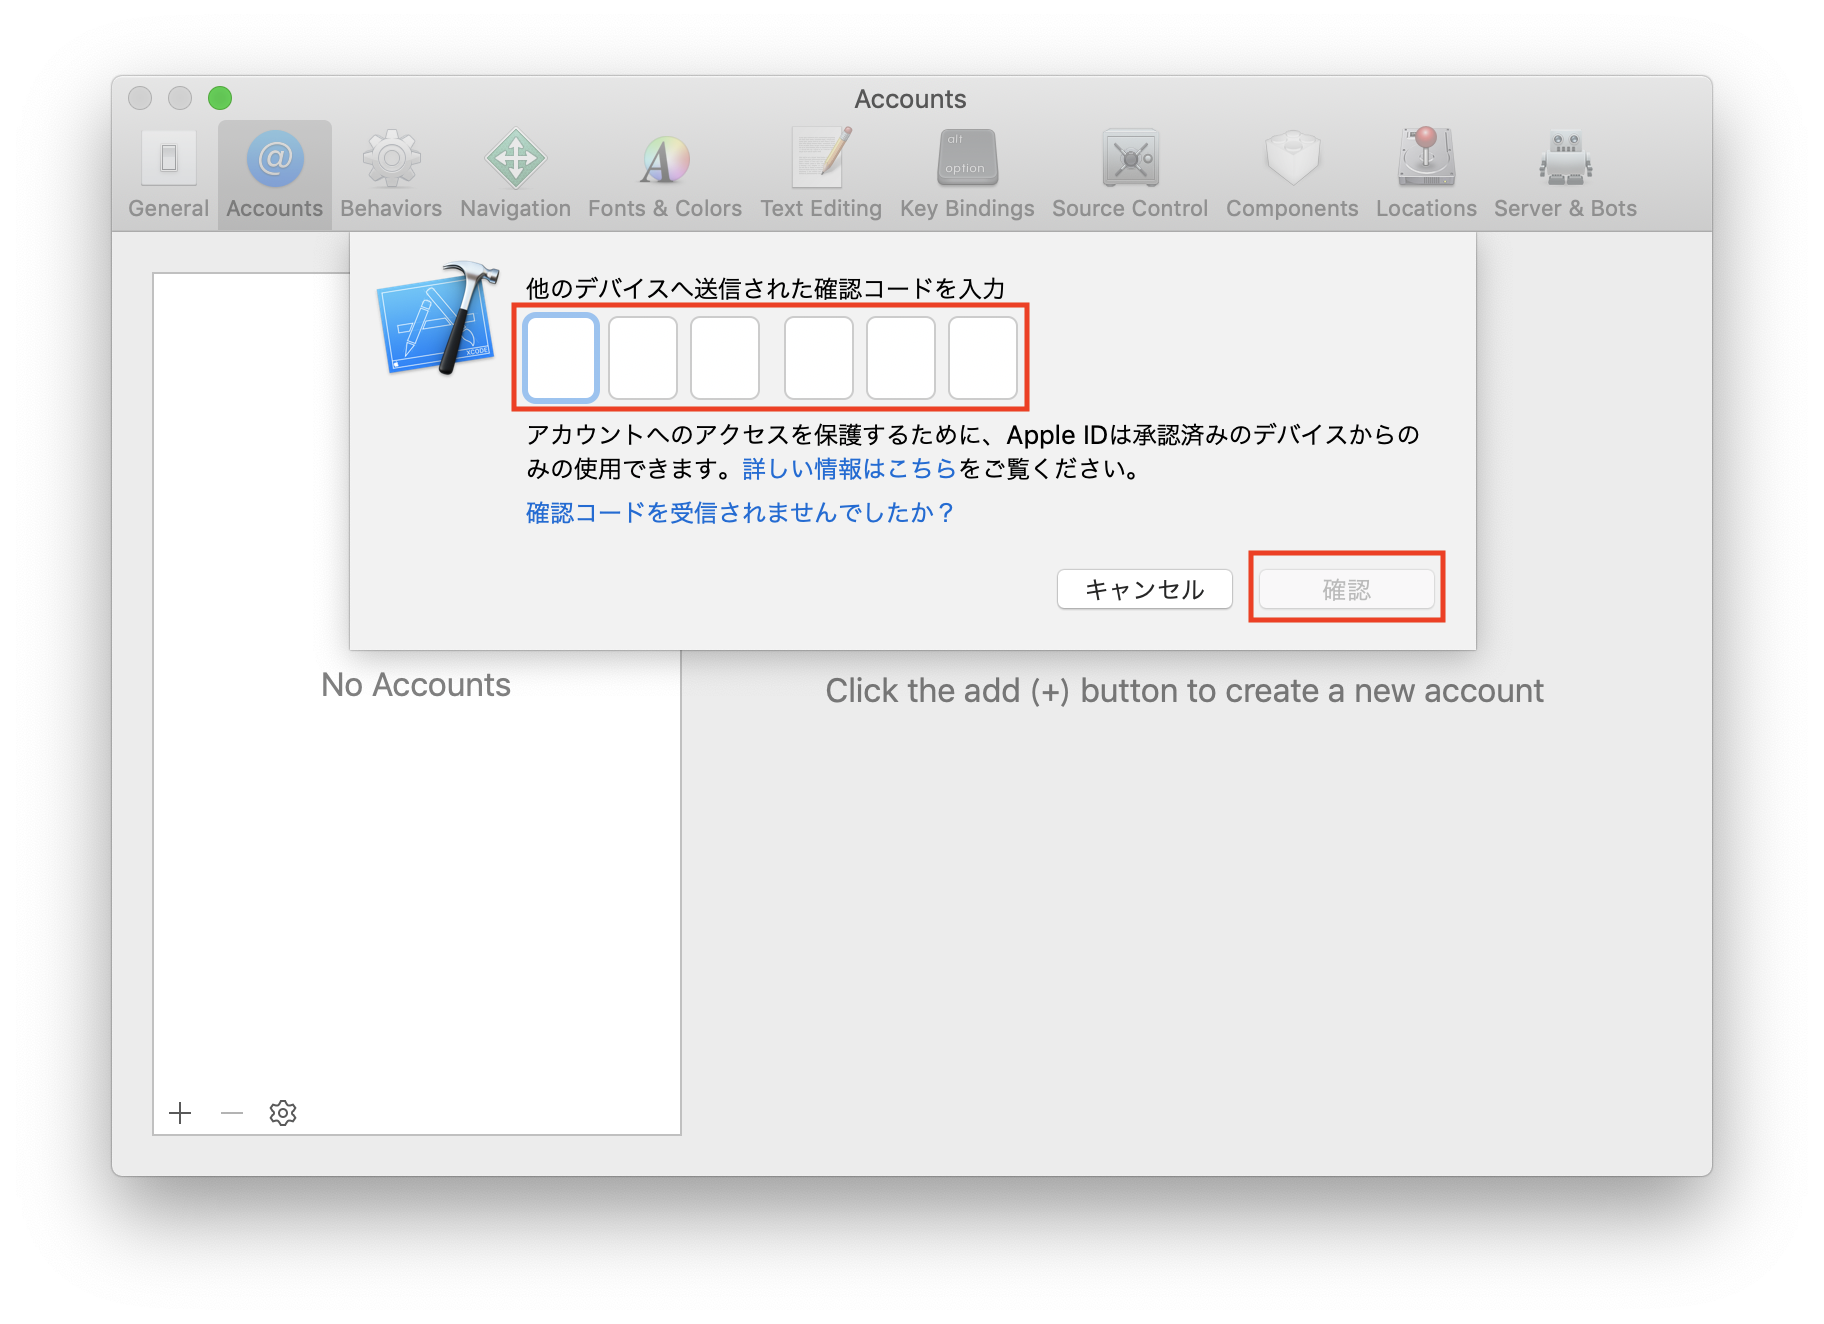 Accounts
General
Accounts
Behaviors
Navigation
Fonts & Colors
Text Editing
alt
option
Key Bindings
Source Control
Components
Locations
Server & Bots
XCODE
他のデバイスへ送信された確認コードを入力
アカウントへのアクセスを保護するために、Apple IDは承認済みのデバイスからの
みの使用できます。詳しい情報はこちらをご覧ください。
確認コードを受信されませんでしたか？
キャンセル
確認
No Accounts
Click the add (+) button to create a new account